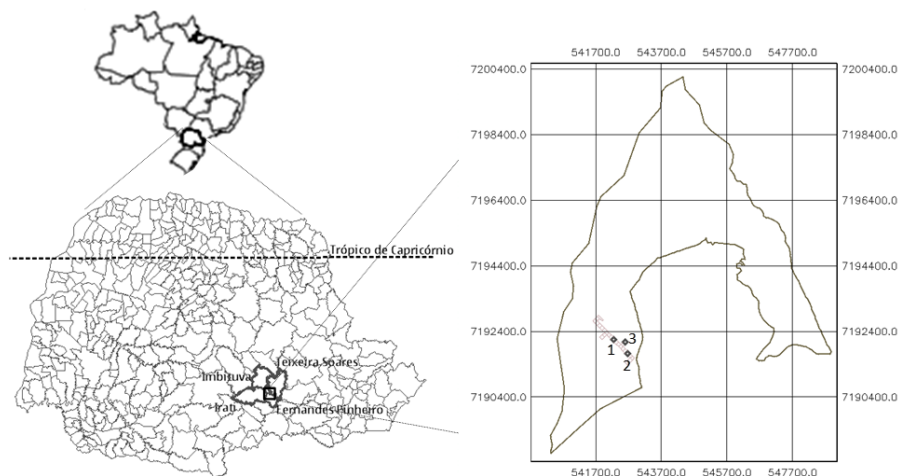 541700.0 543700.0 545700.0 547700.0
7200400.0 7200400.0
7198400.0 7198400.0
7196400.0 7196400.0
7194400.0 7194400.0
7192400.0 7192400.0
7190400.0 7190400.0
541700.0 543700.0 545700.0 547700.0
1
3
2
Trópico de Capricórnio
Teixeira Soares
Imbituva
Irati
Fernandes Pinheiro